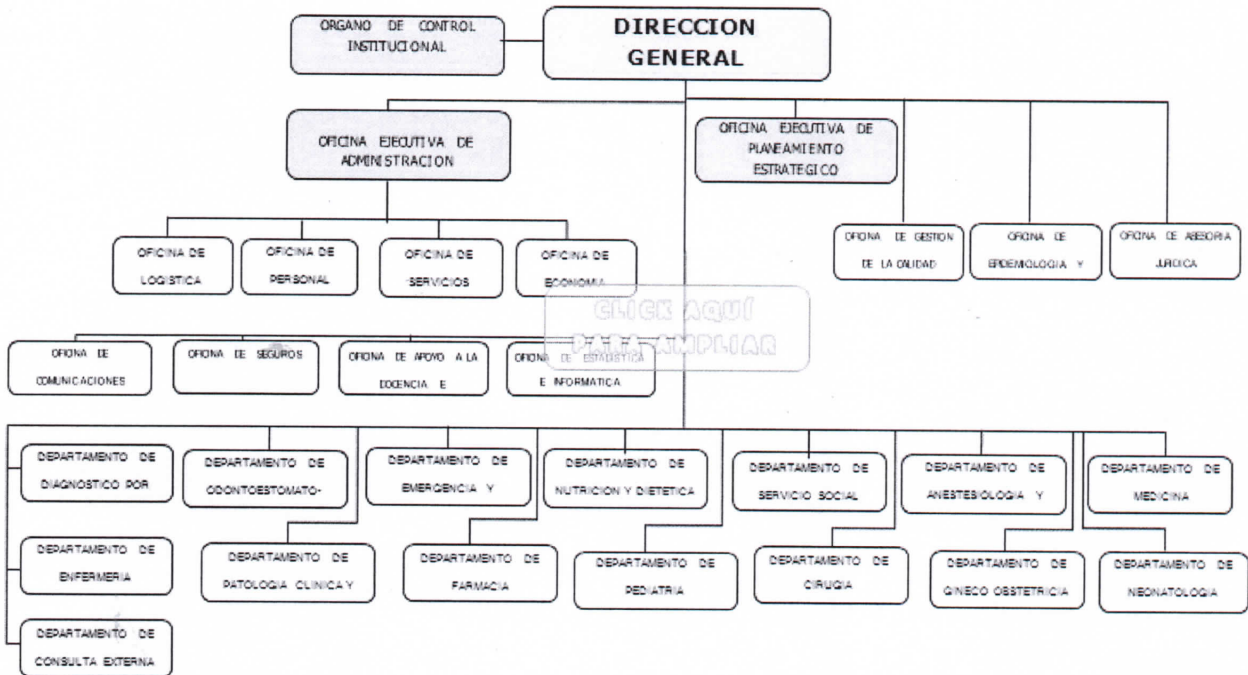 ORGANO DE CONTROL
INSTITUCIONAL
DIRECCION
GENERAL
OFICINA EJECUTIVA DE
ADMINISTRACION
OFICINA EJECUTIVA DE
PLANEAMIENTO
ESTRATEGICO
OFICINA DE
LOGISTICA
OFICINA DE
PERSONAL
OFICINA DE
SERVICIOS
OFICINA DE
ECONOMIA
OFICINA DE GESTION
DE LA CALIDAD
OFICINA DE
EPIDEMIOLOGIA Y
OFICINA DE ASESORIA
JURIDICA
CLICK AQUÍ
PARA AMPLIAR
OFICINA DE
COMUNICACIONES
OFICINA DE SEGUROS
OFICINA DE APOYO A LA
DOCENCIA E
OFICINA DE ESTADISTICA
E INFORMATICA
DEPARTAMENTO DE
DIAGNOSTICO POR
DEPARTAMENTO DE
ODONTOESTOMATO-
DEPARTAMENTO DE
EMERGENCIA Y
DEPARTAMENTO DE
NUTRICION Y DIETETICA
DEPARTAMENTO DE
SERVICIO SOCIAL
DEPARTAMENTO DE
ANESTESIOLOGIA Y
DEPARTAMENTO DE
MEDICINA
DEPARTAMENTO DE
ENFERMERIA
DEPARTAMENTO DE
PATOLOGIA CLINICA Y
DEPARTAMENTO DE
FARMACIA
DEPARTAMENTO DE
PEDIATRIA
DEPARTAMENTO DE
CIRUGIA
DEPARTAMENTO DE
GINECO OBSTETRICIA
DEPARTAMENTO DE
NEONATOLOGIA
DEPARTAMENTO DE
CONSULTA EXTERNA